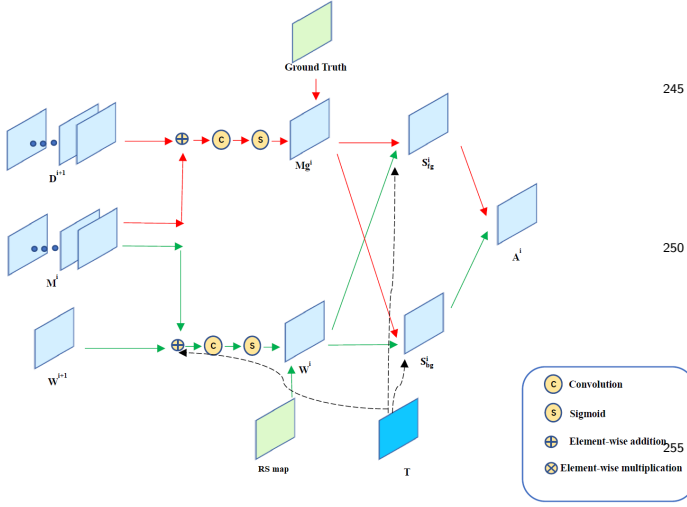 Ground Truth
245
C
S
Mg^i
S^i_fg
D^i+1
M^i
A^i
250
C
S
W^i
S^i_bg
W^i+1
C Convolution
S Sigmoid
Element-wise addition
255
Element-wise multiplication
RS map
T